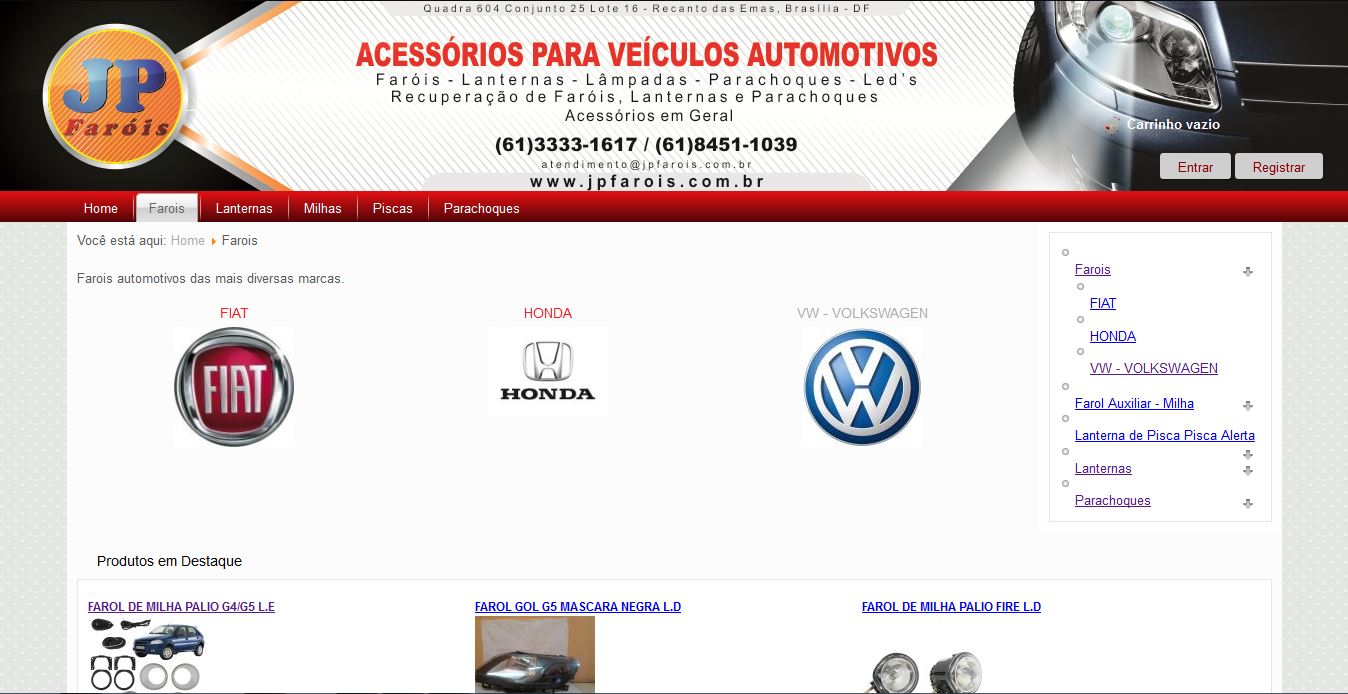 Quadra 604 Conjunto 25 Lote 16 - Recanto das Emas, Brasília - DF
JP
Faróis
ACESSÓRIOS PARA VEÍCULOS AUTOMOTIVOS
Faróis - Lanternas - Lâmpadas - Parachoques - Led's
Recuperação de Faróis, Lanternas e Parachoques
Acessórios em Geral
(61)3333-1617 / (61)8451-1039
atendimento@jpfarois.com.br
www.jpfarois.com.br
Carrinho vazio
Entrar Registrar
Home Farois Lanternas Milhas Piscas Parachoques
Você está aqui: Home Farois
Farois automotivos das mais diversas marcas.
FIAT HONDA VW - VOLKSWAGEN
FIAT HONDA
Farois
FIAT
HONDA
VW - VOLKSWAGEN
Farol Auxiliar - Milha
Lanterna de Pisca Pisca Alerta
Lanternas
Parachoques
Produtos em Destaque
FAROL DE MILHA PALIO G4/G5 L.E FAROL GOL G5 MASCARA NEGRA L.D FAROL DE MILHA PALIO FIRE L.D